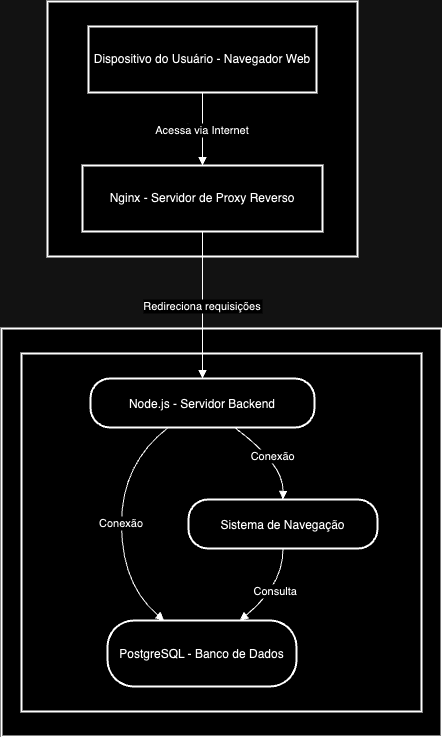 Dispositivo do Usuário - Navegador Web
Acessa via Internet
Nginx - Servidor de Proxy Reverso
Redireciona requisições
Node.js - Servidor Backend
Conexão
Sistema de Navegação
Conexão
Consulta
PostgreSQL - Banco de Dados